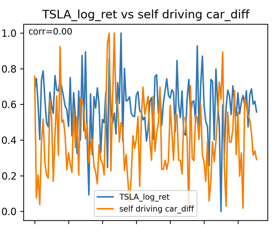 TSLA_log_ret vs self driving car_diff
corr=0.00
1.0
0.8
0.6
0.4
0.2
0.0
TSLA_log_ret
self driving car_diff